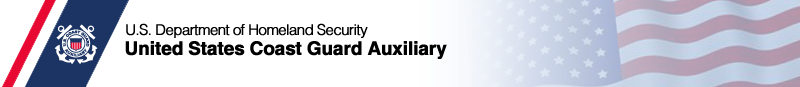 U.S. Department of Homeland Security
United States Coast Guard Auxiliary